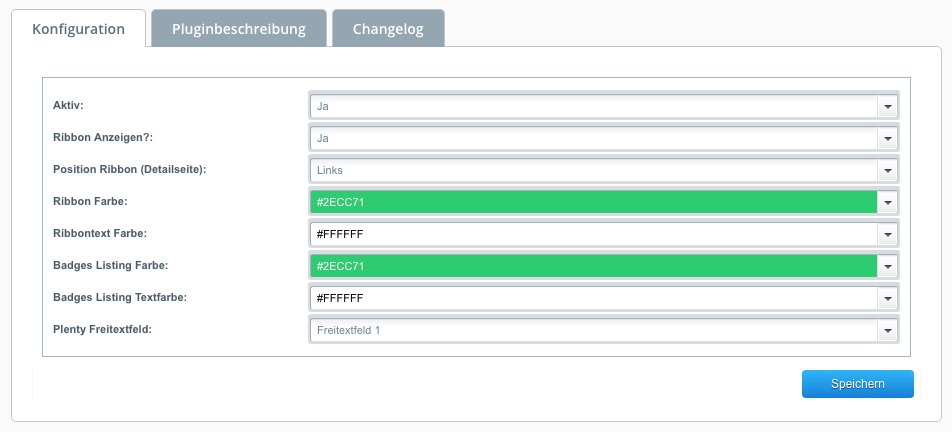 Konfiguration Pluginbeschreibung Changelog
Aktiv: Ja
Ribbon Anzeigen?: Ja
Position Ribbon (Detailseite): Links
Ribbon Farbe: #2ECC71
Ribbontext Farbe: #FFFFFF
Badges Listing Farbe: #2ECC71
Badges Listing Textfarbe: #FFFFFF
Plenty Freitextfeld: Freitextfeld 1
Speichern